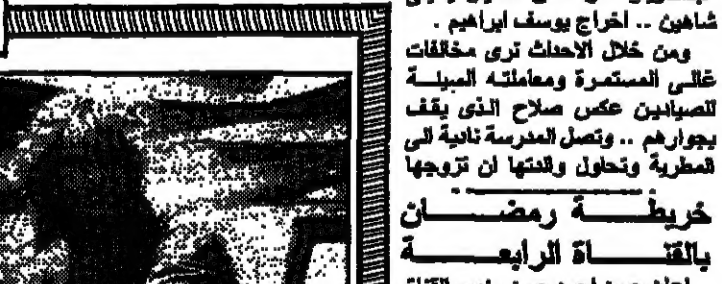 شاهين .. اخراج يوسف ابراهيم .
ومن خلال الاحداث ترى مخالفات
غالى المستمرة ومعاملته السيئة
للصيادين عكس صلاح الذى يقف
بجوارهم .. وتصل المدرسة نادية الى
المطرية وتحاول والدتها ان تزوجها
خريطة رمضان
بالقناة الرابعة